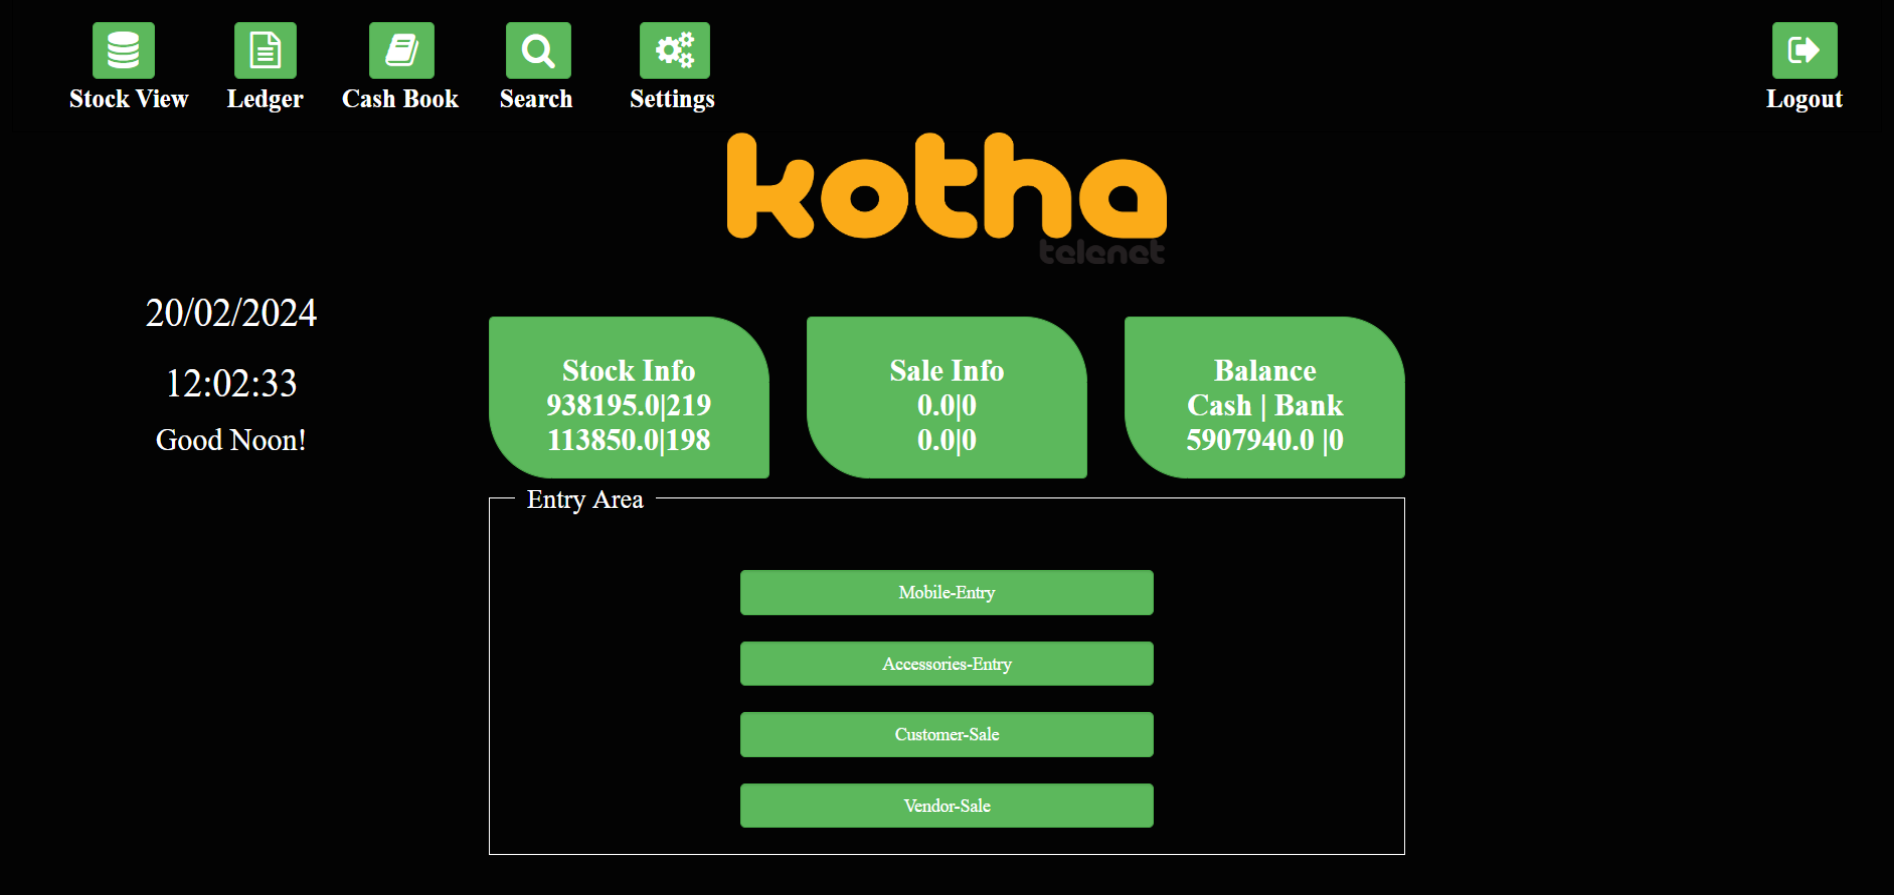 Stock View
Ledger
Cash Book
Search
Settings
Logout
kotha
telenet
20/02/2024
12:02:33
Good Noon!
Stock Info
938195.0|219
113850.0|198
Sale Info
0.0|0
0.0|0
Balance
Cash | Bank
5907940.0 |0
Entry Area
Mobile-Entry
Accessories-Entry
Customer-Sale
Vendor-Sale